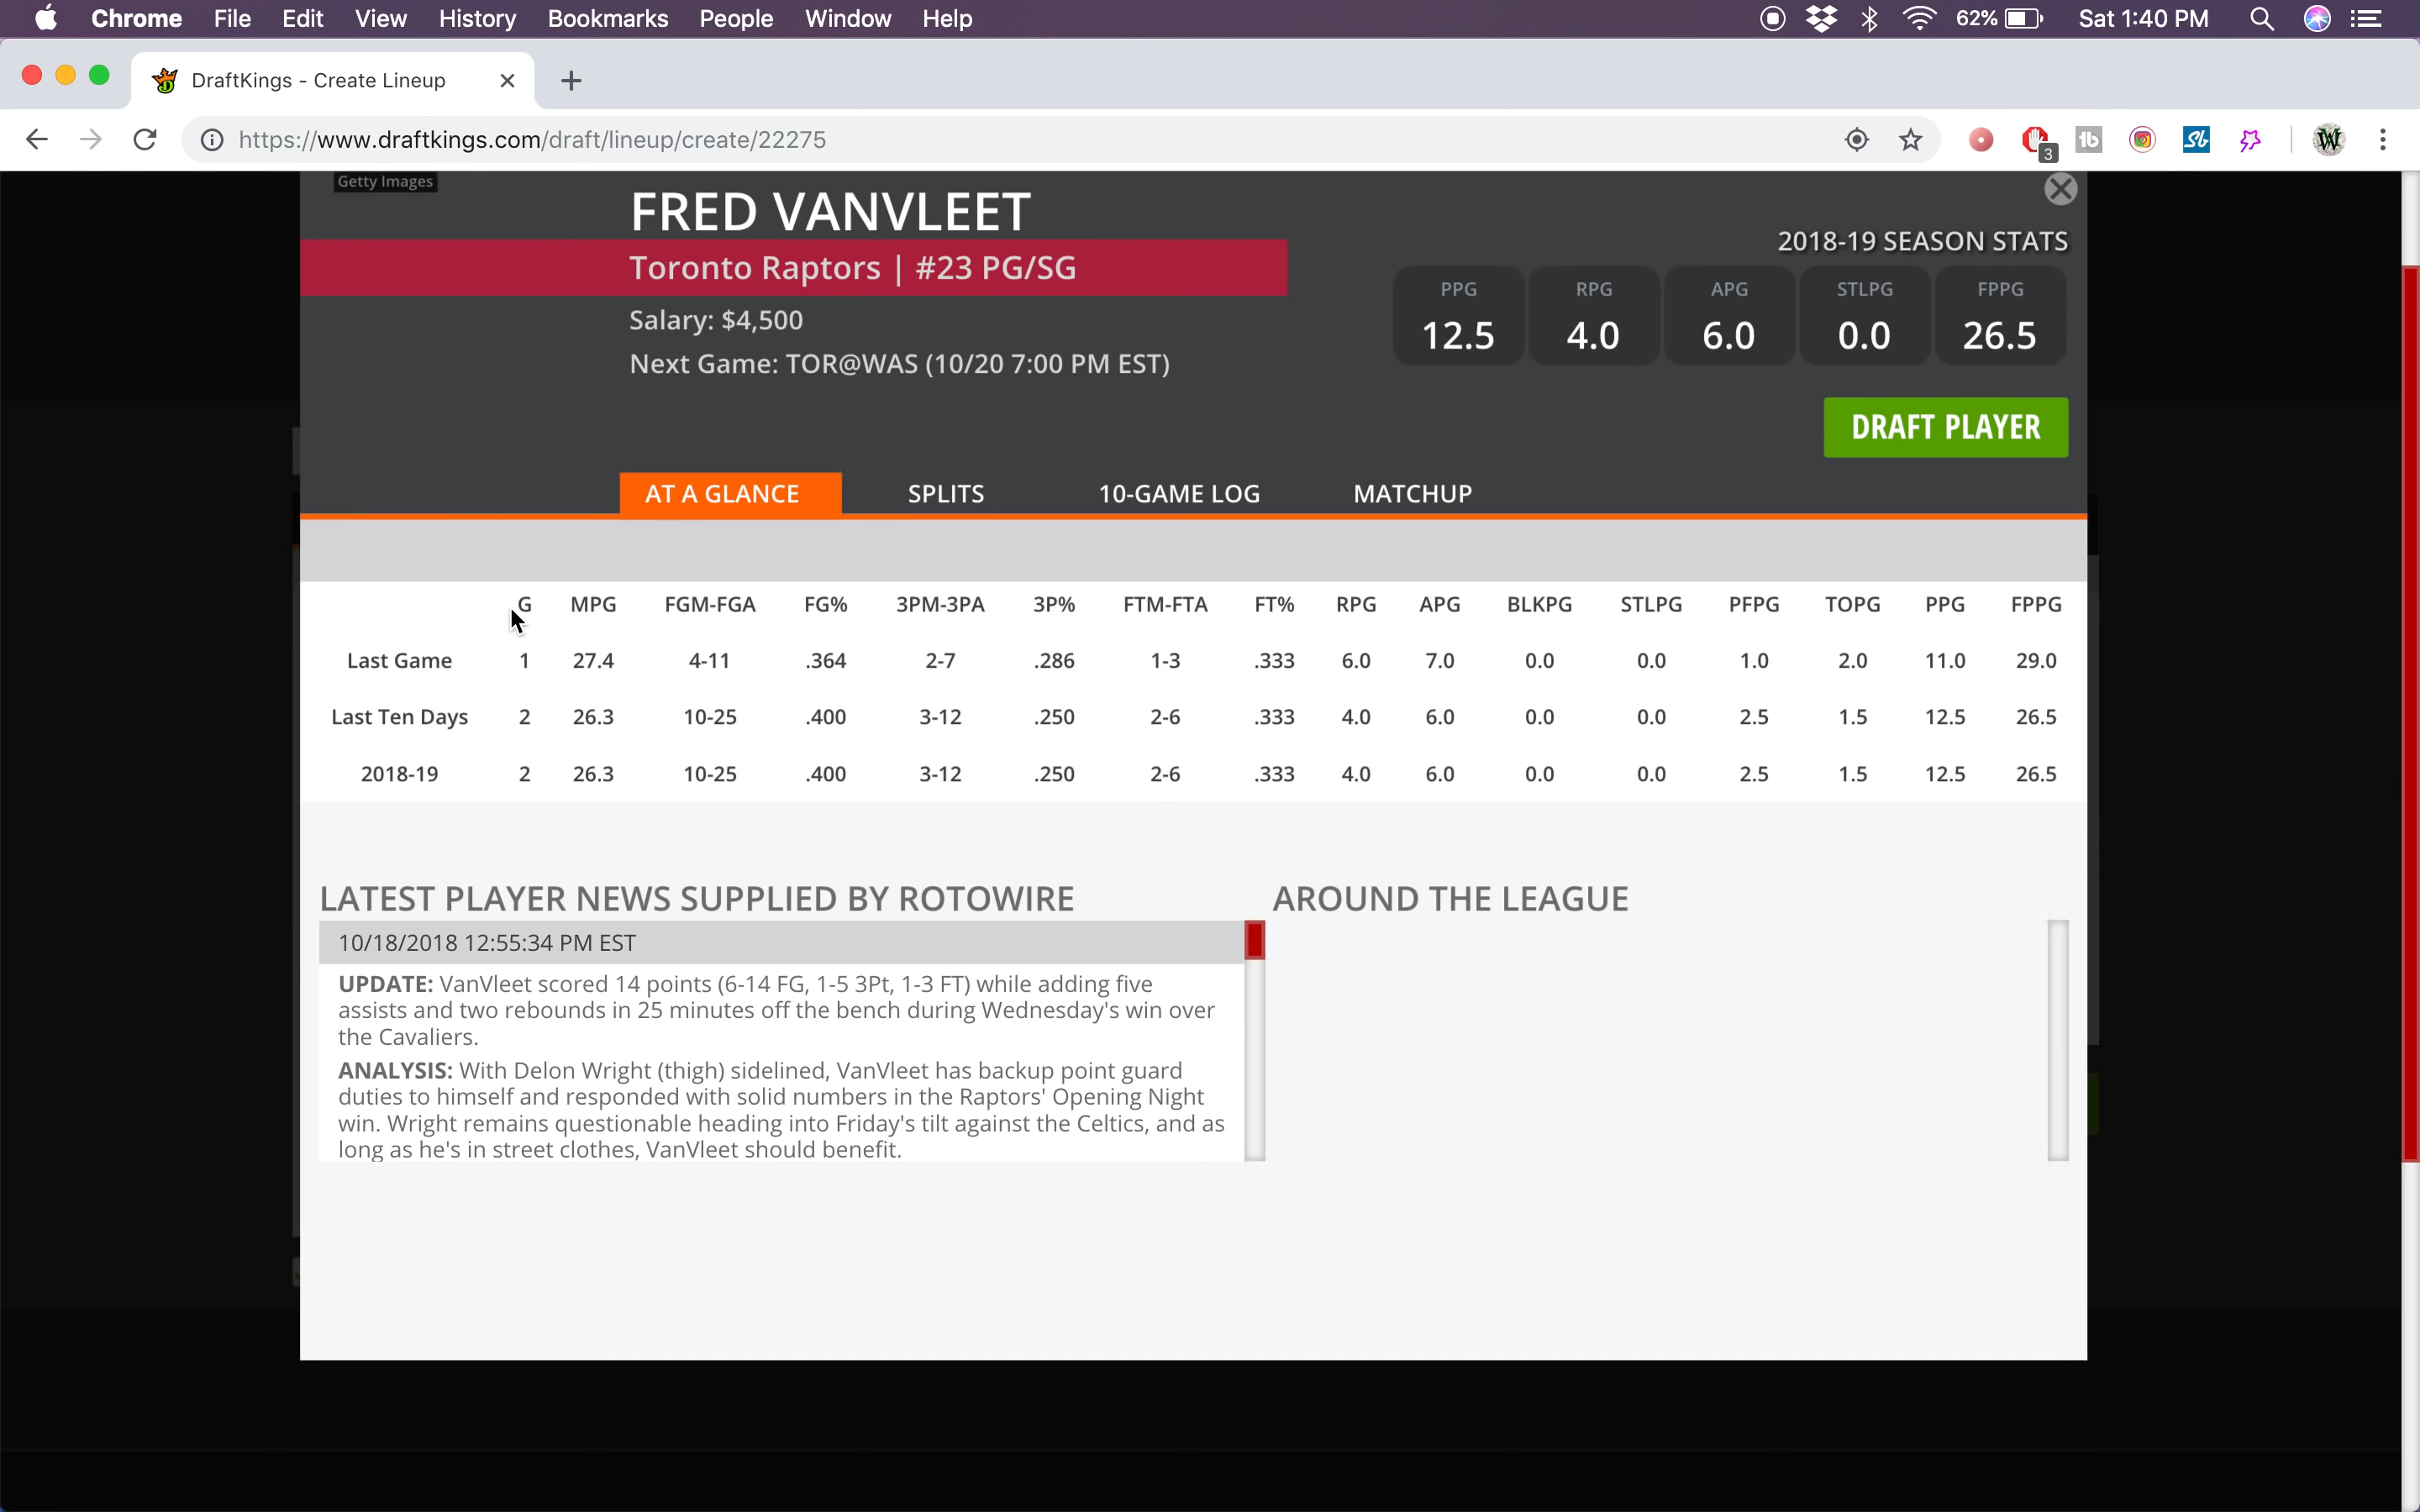 Chrome File Edit View History Bookmarks People Window Help 62% Sat 1:40 PM
DraftKings - Create Lineup
https://www.draftkings.com/draft/lineup/create/22275
3
Getty Images
FRED VANVLEET
Toronto Raptors | #23 PG/SG
Salary: $4,500
Next Game: TOR@WAS (10/20 7:00 PM EST)
2018-19 SEASON STATS
PPG RPG APG STLPG FPPG
12.5 4.0 6.0 0.0 26.5
DRAFT PLAYER
AT A GLANCE SPLITS 10-GAME LOG MATCHUP
G MPG FGM-FGA FG% 3PM-3PA 3P% FTM-FTA FT% RPG APG BLKPG STLPG PFPG TOPG PPG FPPG
Last Game 1 27.4 4-11 .364 2-7 .286 1-3 .333 6.0 7.0 0.0 0.0 1.0 2.0 11.0 29.0
Last Ten Days 2 26.3 10-25 .400 3-12 .250 2-6 .333 4.0 6.0 0.0 0.0 2.5 1.5 12.5 26.5
2018-19 2 26.3 10-25 .400 3-12 .250 2-6 .333 4.0 6.0 0.0 0.0 2.5 1.5 12.5 26.5
LATEST PLAYER NEWS SUPPLIED BY ROTOWIRE
10/18/2018 12:55:34 PM EST
UPDATE: VanVleet scored 14 points (6-14 FG, 1-5 3Pt, 1-3 FT) while adding five
assists and two rebounds in 25 minutes off the bench during Wednesday's win over
the Cavaliers.
ANALYSIS: With Delon Wright (thigh) sidelined, VanVleet has backup point guard
duties to himself and responded with solid numbers in the Raptors' Opening Night
win. Wright remains questionable heading into Friday's tilt against the Celtics, and as
long as he's in street clothes, VanVleet should benefit.
AROUND THE LEAGUE